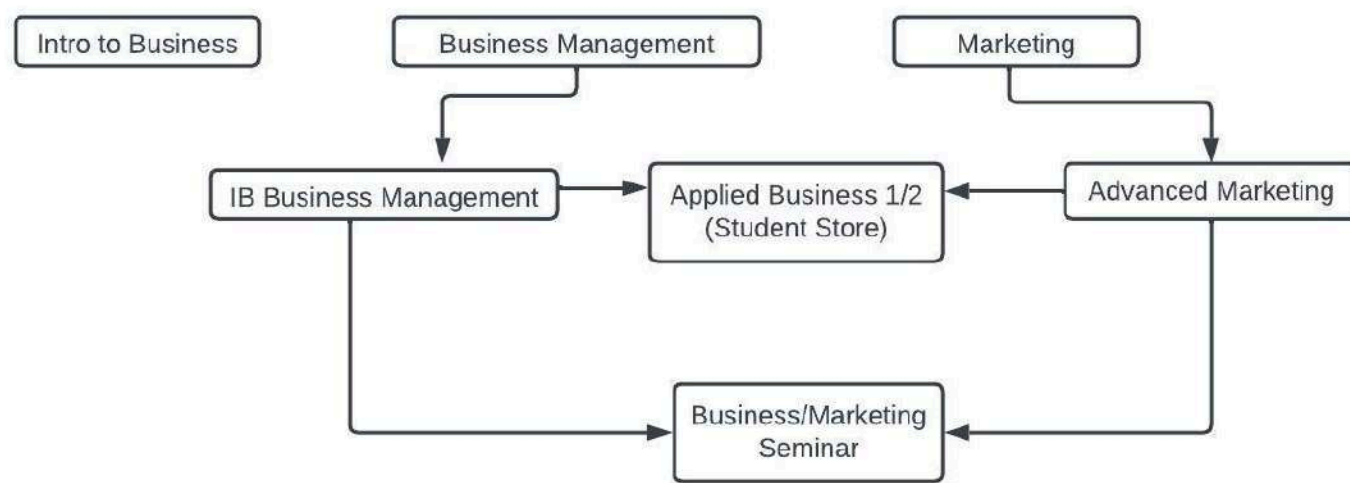 Intro to Business
Business Management
Marketing
IB Business Management
Applied Business 1/2
(Student Store)
Advanced Marketing
Business/Marketing
Seminar